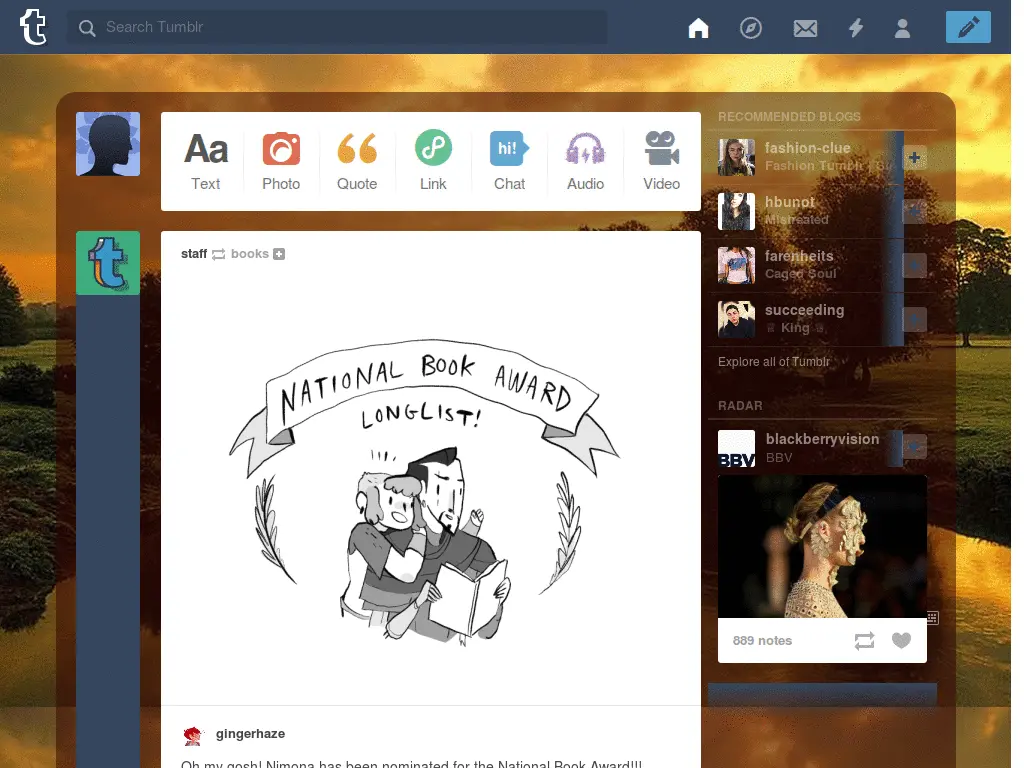 Search Tumblr
Aa
hi!
Text
Photo
Quote
Link
Chat
Audio
Video
staff books
NATIONAL BOOK AWARD
LONGLIST!
gingerhaze
Oh my gosh! Nimona has been nominated for the National Book Award!!!
RECOMMENDED BLOGS
fashion-clue
Fashion Tumblr
hbunot
Mistreated
farenheits
Caged Soul
succeeding
♕ King ♕
Explore all of Tumblr
RADAR
blackberryvision
BBV
BBV
889 notes